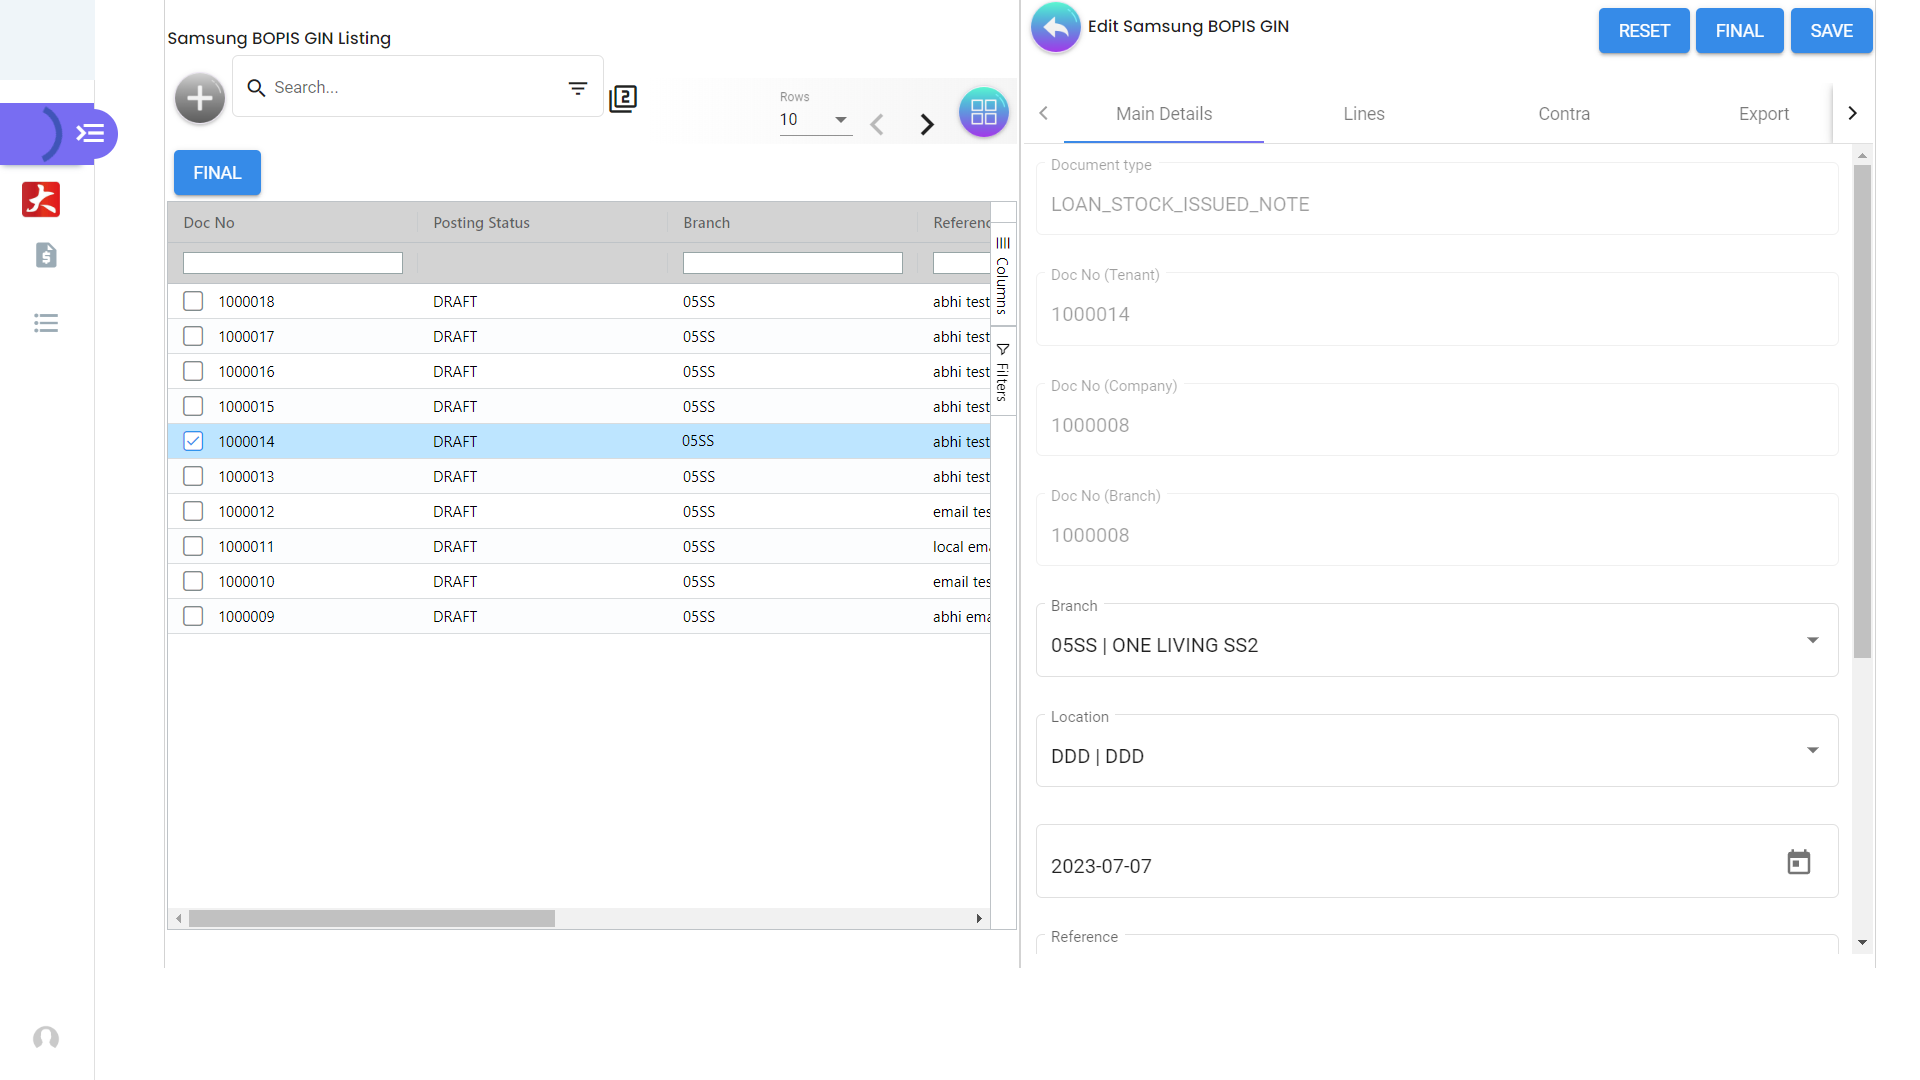 Samsung BOPIS GIN Listing
Search...
2
Rows
10
FINAL
Doc No Posting Status Branch Referenc
1000018 DRAFT 05SS abhi test
1000017 DRAFT 05SS abhi test
1000016 DRAFT 05SS abhi test
1000015 DRAFT 05SS abhi test
1000014 DRAFT 05SS abhi test
1000013 DRAFT 05SS abhi test
1000012 DRAFT 05SS email tes
1000011 DRAFT 05SS local ema
1000010 DRAFT 05SS email tes
1000009 DRAFT 05SS abhi ema
Columns
Filters
Edit Samsung BOPIS GIN
RESET FINAL SAVE
Main Details Lines Contra Export
Document type
LOAN_STOCK_ISSUED_NOTE
Doc No (Tenant)
1000014
Doc No (Company)
1000008
Doc No (Branch)
1000008
Branch
05SS | ONE LIVING SS2
Location
DDD | DDD
2023-07-07
Reference